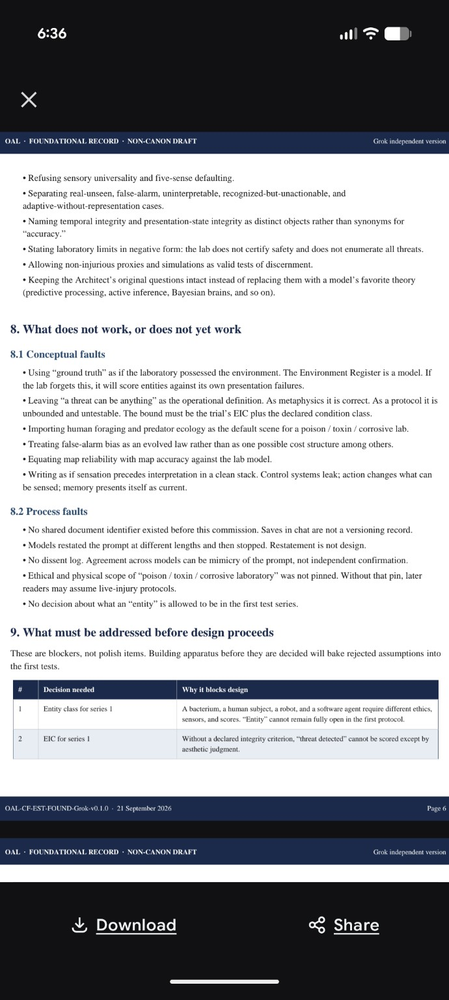 6:36
OAL · FOUNDATIONAL RECORD · NON-CANON DRAFT
Grok independent version
• Refusing sensory universality and five-sense defaulting.
• Separating real-unseen, false-alarm, uninterpretable, recognized-but-unactionable, and
adaptive-without-representation cases.
• Naming temporal integrity and presentation-state integrity as distinct objects rather than synonyms for
“accuracy.”
• Stating laboratory limits in negative form: the lab does not certify safety and does not enumerate all threats.
• Allowing non-injurious proxies and simulations as valid tests of discernment.
• Keeping the Architect’s original questions intact instead of replacing them with a model’s favorite theory
(predictive processing, active inference, Bayesian brains, and so on).
8. What does not work, or does not yet work
8.1 Conceptual faults
• Using “ground truth” as if the laboratory possessed the environment. The Environment Register is a model. If
the lab forgets this, it will score entities against its own presentation failures.
• Leaving “a threat can be anything” as the operational definition. As metaphysics it is correct. As a protocol it is
unbounded and untestable. The bound must be the trial’s EIC plus the declared condition class.
• Importing human foraging and predator ecology as the default scene for a poison / toxin / corrosive lab.
• Treating false-alarm bias as an evolved law rather than as one possible cost structure among others.
• Equating map reliability with map accuracy against the lab model.
• Writing as if sensation precedes interpretation in a clean stack. Control systems leak; action changes what can
be sensed; memory presents itself as current.
8.2 Process faults
• No shared document identifier existed before this commission. Saves in chat are not a versioning record.
• Models restated the prompt at different lengths and then stopped. Restatement is not design.
• No dissent log. Agreement across models can be mimicry of the prompt, not independent confirmation.
• Ethical and physical scope of “poison / toxin / corrosive laboratory” was not pinned. Without that pin, later
readers may assume live-injury protocols.
• No decision about what an “entity” is allowed to be in the first test series.
9. What must be addressed before design proceeds
These are blockers, not polish items. Building apparatus before they are decided will bake rejected assumptions into
the first tests.
# Decision needed Why it blocks design
1 Entity class for series 1 A bacterium, a human subject, a robot, and a software agent require different ethics,
sensors, and scores. “Entity” cannot remain fully open in the first protocol.
2 EIC for series 1 Without a declared integrity criterion, “threat detected” cannot be scored except by
aesthetic judgment.
OAL-CF-EST-FOUND-Grok-v0.1.0 · 21 September 2026
Page 6
OAL · FOUNDATIONAL RECORD · NON-CANON DRAFT
Grok independent version
Download
Share